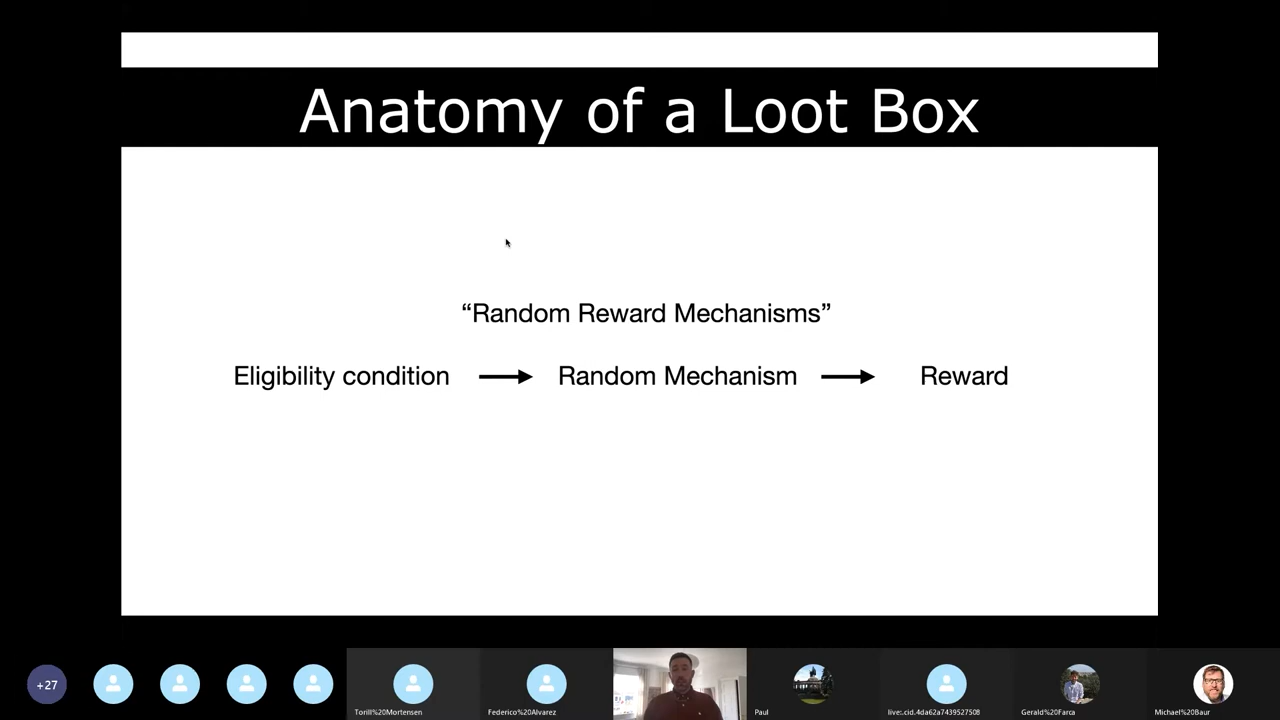 Anatomy of a Loot Box
“Random Reward Mechanisms”
Eligibility condition
Random Mechanism
Reward
+27
Torill%20Mortensen
Federico%20Alvarez
Paul
live:.cid.4da62a7439527508
Gerald%20Farca
Michael%20Baur